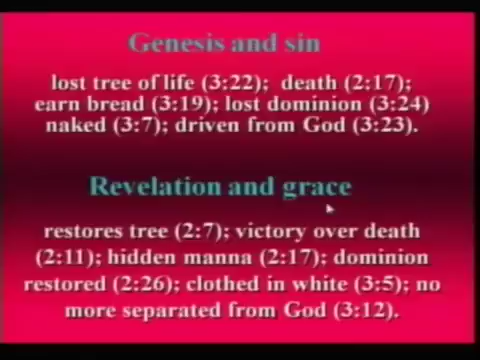 Genesis and sin
lost tree of life (3:22); death (2:17);
earn bread (3:19); lost dominion (3:24)
naked (3:7); driven from God (3:23).
Revelation and grace
restores tree (2:7); victory over death
(2:11); hidden manna (2:17); dominion
restored (2:26); clothed in white (3:5); no
more separated from God (3:12).